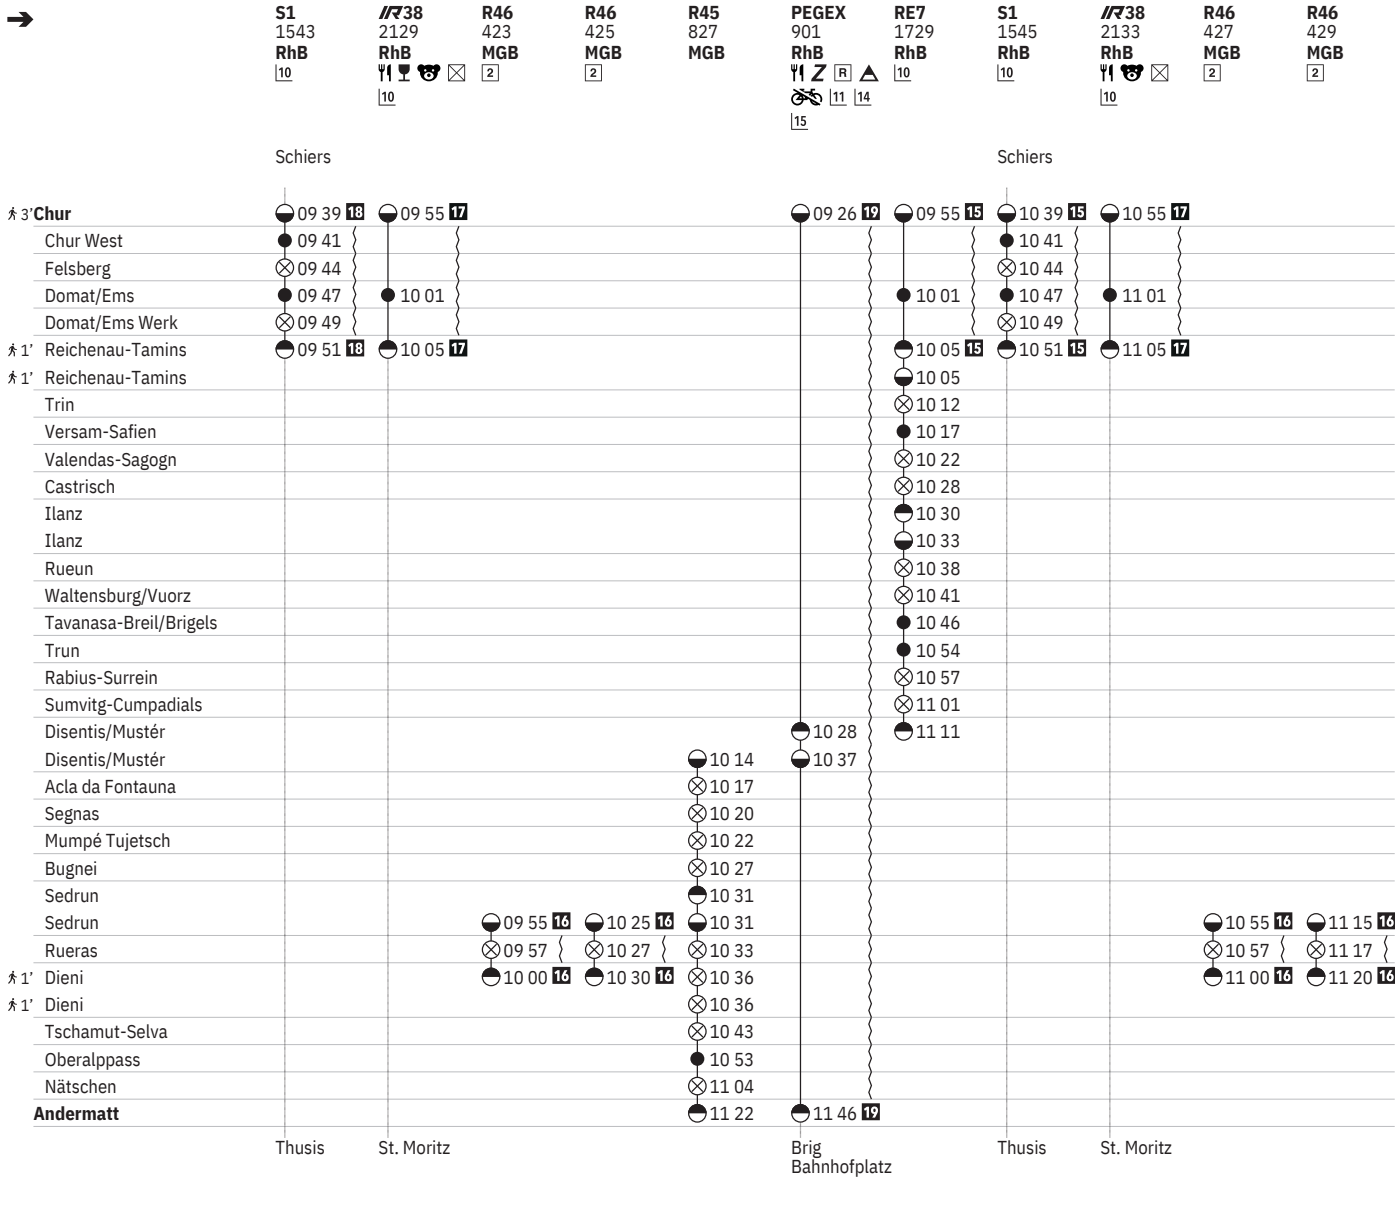 S1 IR38 R46 R46 R45 PEGEX RE7 S1 IR38 R46 R46
1543 2129 423 425 827 901 1729 1545 2133 427 429
RhB RhB MGB MGB MGB RhB RhB RhB RhB MGB MGB
10 2 2 R 10 10 2 2
10 11 14 10
15
Schiers Schiers
3' Chur 09 39 18 09 55 17 09 26 19 09 55 15 10 39 15 10 55 17
Chur West 09 41 10 41
Felsberg 09 44 10 44
Domat/Ems 09 47 10 01 10 01 10 47 11 01
Domat/Ems Werk 09 49 10 49
1' Reichenau-Tamins 09 51 18 10 05 17 10 05 15 10 51 15 11 05 17
1' Reichenau-Tamins 10 05
Trin 10 12
Versam-Safien 10 17
Valendas-Sagogn 10 22
Castrisch 10 28
Ilanz 10 30
Ilanz 10 33
Rueun 10 38
Waltensburg/Vuorz 10 41
Tavanasa-Breil/Brigels 10 46
Trun 10 54
Rabius-Surrein 10 57
Sumvitg-Cumpadials 11 01
Disentis/Mustér 10 28 11 11
Disentis/Mustér 10 14 10 37
Acla da Fontauna 10 17
Segnas 10 20
Mumpé Tujetsch 10 22
Bugnei 10 27
Sedrun 10 31
Sedrun 09 55 16 10 25 16 10 31 10 55 16 11 15 16
Rueras 09 57 10 27 10 33 10 57 11 17
1' Dieni 10 00 16 10 30 16 10 36 11 00 16 11 20 16
1' Dieni 10 36
Tschamut-Selva 10 43
Oberalppass 10 53
Nätschen 11 04
Andermatt 11 22 11 46 19
Thusis St. Moritz Brig Thusis St. Moritz
Bahnhofplatz